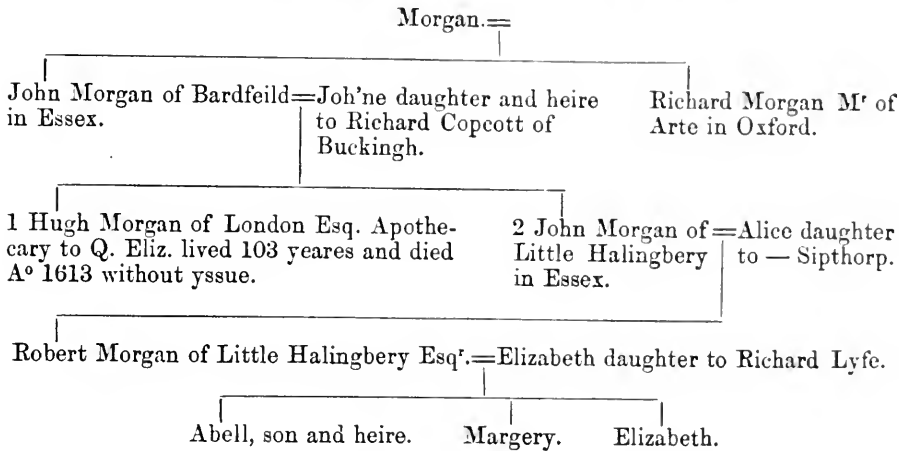 Morgan.=
John Morgan of Bardfeild=Joh'ne daughter and heire
in Essex.
to Richard Copcott of
Buckingh.
Richard Morgan Mr of
Arte in Oxford.
1 Hugh Morgan of London Esq. Apothe-
cary to Q. Eliz. lived 103 yeares and died
Ao 1613 without yssue.
2 John Morgan of=Alice daughter
Little Halingbery
to — Sipthorp.
in Essex.
Robert Morgan of Little Halingbery Esqr.=Elizabeth daughter to Richard Lyfe.
Abell, son and heire.
Margery.
Elizabeth.